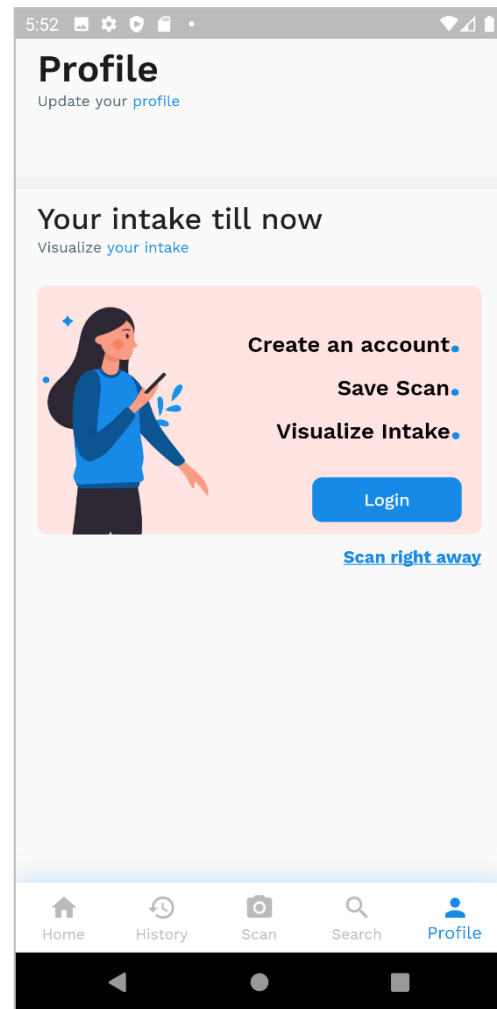 5:52
Profile
Update your profile
Your intake till now
Visualize your intake
Create an account.
Save Scan.
Visualize Intake.
Login
Scan right away
Home History Scan Search Profile